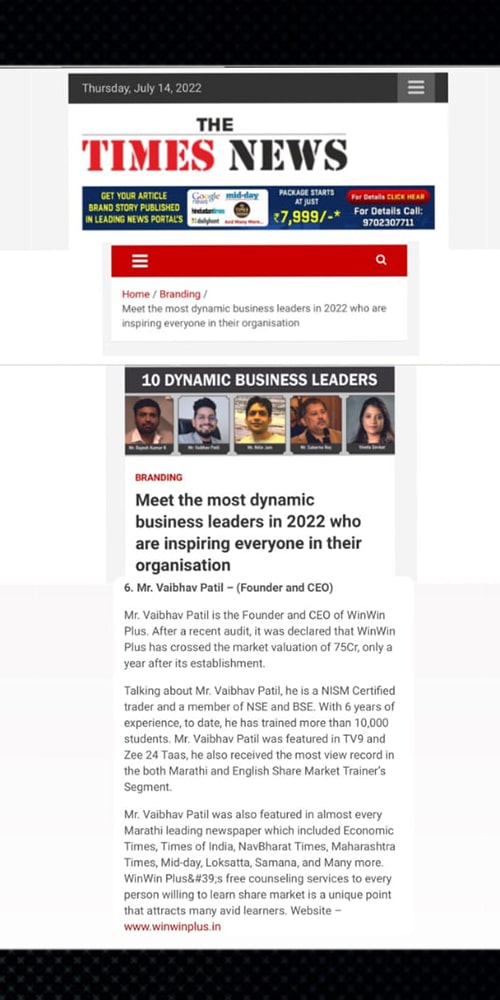 Thursday, July 14, 2022
THE
TIMES NEWS
GET YOUR ARTICLE
BRAND STORY PUBLISHED
IN LEADING NEWS PORTAL'S
Google
news
mid-day
hindustantimes
dailyhunt
And Many More...
PACKAGE STARTS
AT JUST
₹7,999/-*
For Details CLICK HEAR
For Details Call:
9702307711
Home / Branding /
Meet the most dynamic business leaders in 2022 who are
inspiring everyone in their organisation
10 DYNAMIC BUSINESS LEADERS
Mr. Vaibhav Patil
Mr. Nitin Jain
BRANDING
Meet the most dynamic
business leaders in 2022 who
are inspiring everyone in their
organisation
6. Mr. Vaibhav Patil – (Founder and CEO)
Mr. Vaibhav Patil is the Founder and CEO of WinWin
Plus. After a recent audit, it was declared that WinWin
Plus has crossed the market valuation of 75Cr, only a
year after its establishment.
Talking about Mr. Vaibhav Patil, he is a NISM Certified
trader and a member of NSE and BSE. With 6 years of
experience, to date, he has trained more than 10,000
students. Mr. Vaibhav Patil was featured in TV9 and
Zee 24 Taas, he also received the most view record in
the both Marathi and English Share Market Trainer's
Segment.
Mr. Vaibhav Patil was also featured in almost every
Marathi leading newspaper which included Economic
Times, Times of India, NavBharat Times, Maharashtra
Times, Mid-day, Loksatta, Samana, and Many more.
WinWin Plus&#39;s free counseling services to every
person willing to learn share market is a unique point
that attracts many avid learners. Website –
www.winwinplus.in